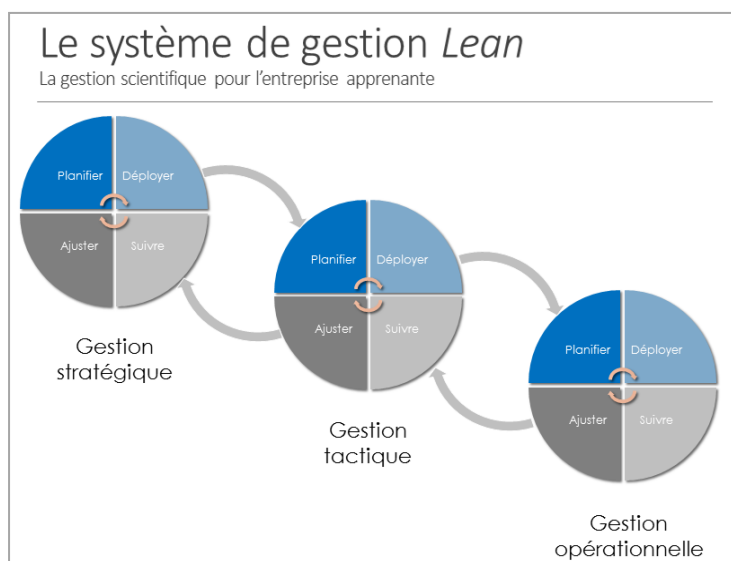 Le système de gestion Lean
La gestion scientifique pour l'entreprise apprenante
Planifier
Déployer
Ajuster
Suivre
Gestion
stratégique
Planifier
Déployer
Ajuster
Suivre
Gestion
tactique
Planifier
Déployer
Ajuster
Suivre
Gestion
opérationnelle